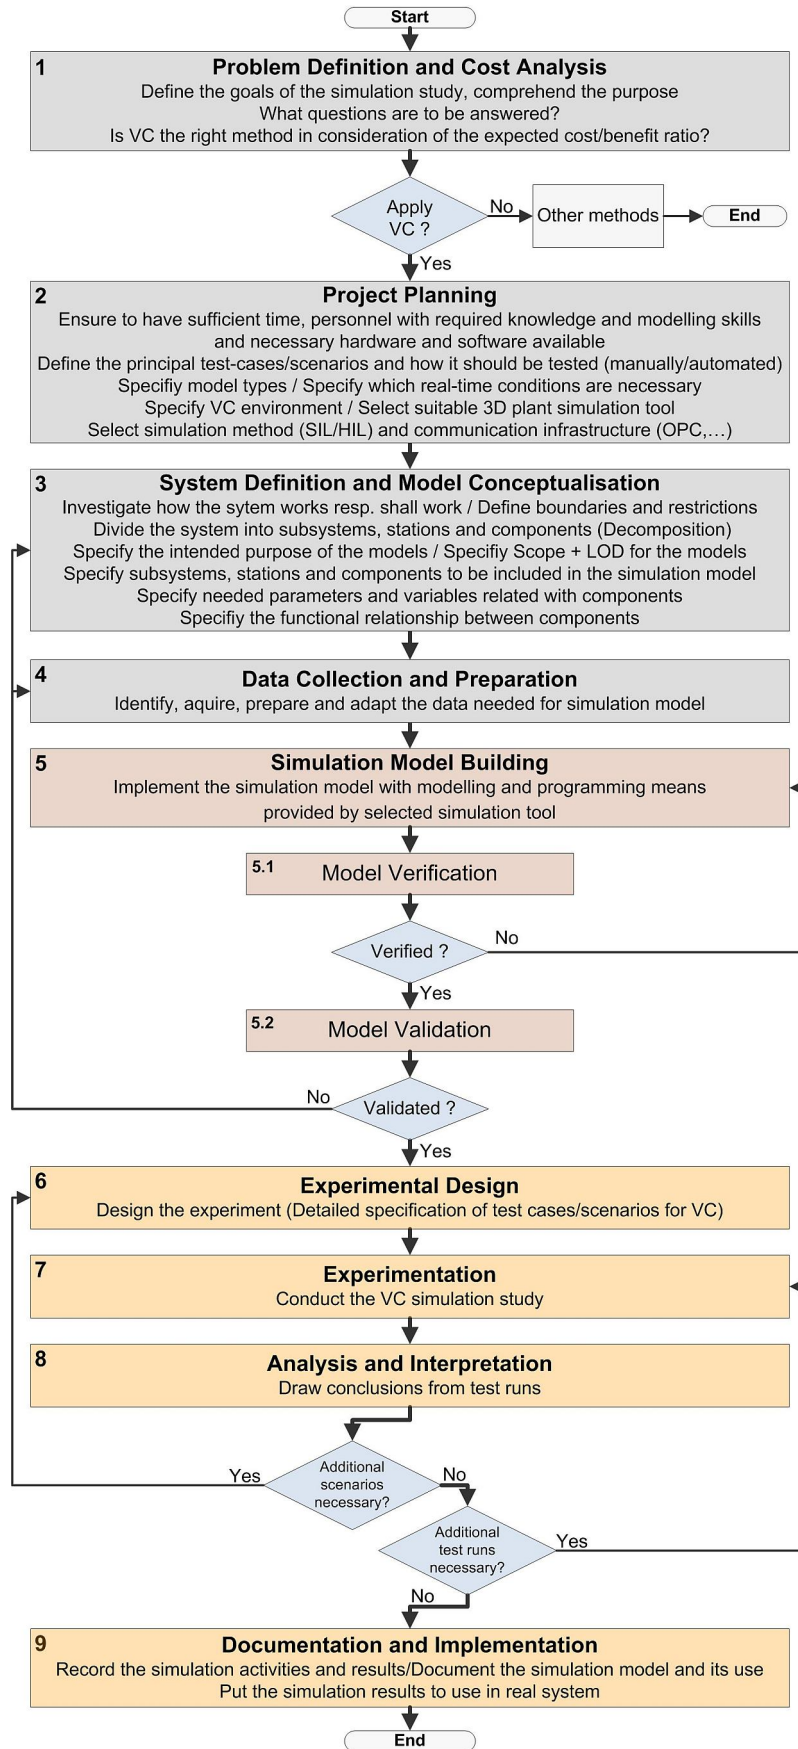 Start
1
Problem Definition and Cost Analysis
Define the goals of the simulation study, comprehend the purpose
What questions are to be answered?
Is VC the right method in consideration of the expected cost/benefit ratio?
Apply
VC ?
No
Other methods
End
Yes
2
Project Planning
Ensure to have sufficient time, personnel with required knowledge and modelling skills
and necessary hardware and software available
Define the principal test-cases/scenarios and how it should be tested (manually/automated)
Specifiy model types / Specify which real-time conditions are necessary
Specify VC environment / Select suitable 3D plant simulation tool
Select simulation method (SIL/HIL) and communication infrastructure (OPC,...)
3
System Definition and Model Conceptualisation
Investigate how the sytem works resp. shall work / Define boundaries and restrictions
Divide the system into subsystems, stations and components (Decomposition)
Specify the intended purpose of the models / Specifiy Scope + LOD for the models
Specify subsystems, stations and components to be included in the simulation model
Specify needed parameters and variables related with components
Specifiy the functional relationship between components
4
Data Collection and Preparation
Identify, aquire, prepare and adapt the data needed for simulation model
5
Simulation Model Building
Implement the simulation model with modelling and programming means
provided by selected simulation tool
5.1
Model Verification
Verified ?
No
Yes
5.2
Model Validation
No
Validated ?
Yes
6
Experimental Design
Design the experiment (Detailed specification of test cases/scenarios for VC)
7
Experimentation
Conduct the VC simulation study
8
Analysis and Interpretation
Draw conclusions from test runs
Yes
Additional
scenarios
necessary?
No
Additional
test runs
necessary?
Yes
No
9
Documentation and Implementation
Record the simulation activities and results/Document the simulation model and its use
Put the simulation results to use in real system
End